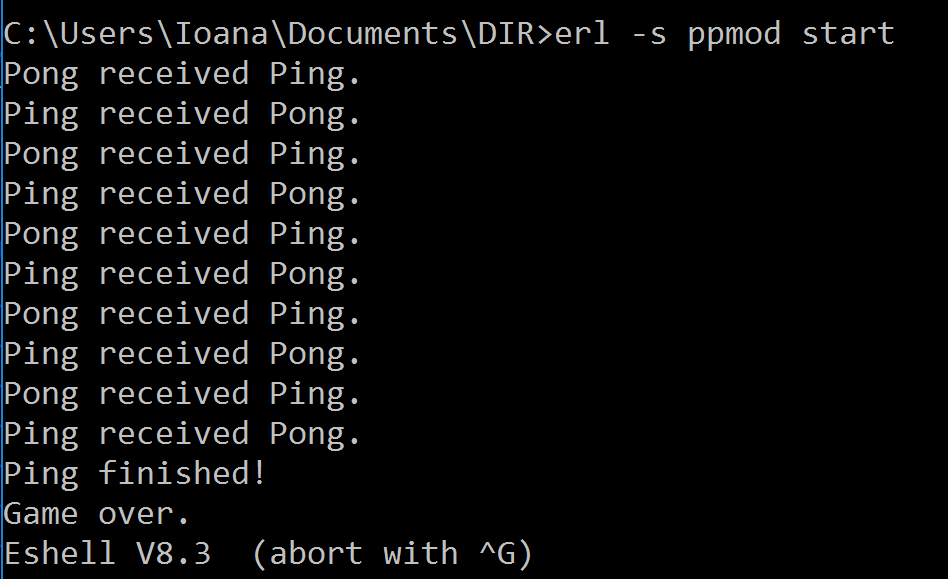 C:\Users\Ioana\Documents\DIR>erl -s ppmod start
Pong received Ping.
Ping received Pong.
Pong received Ping.
Ping received Pong.
Pong received Ping.
Ping received Pong.
Pong received Ping.
Ping received Pong.
Pong received Ping.
Ping received Pong.
Ping finished!
Game over.
Eshell V8.3  (abort with ^G)